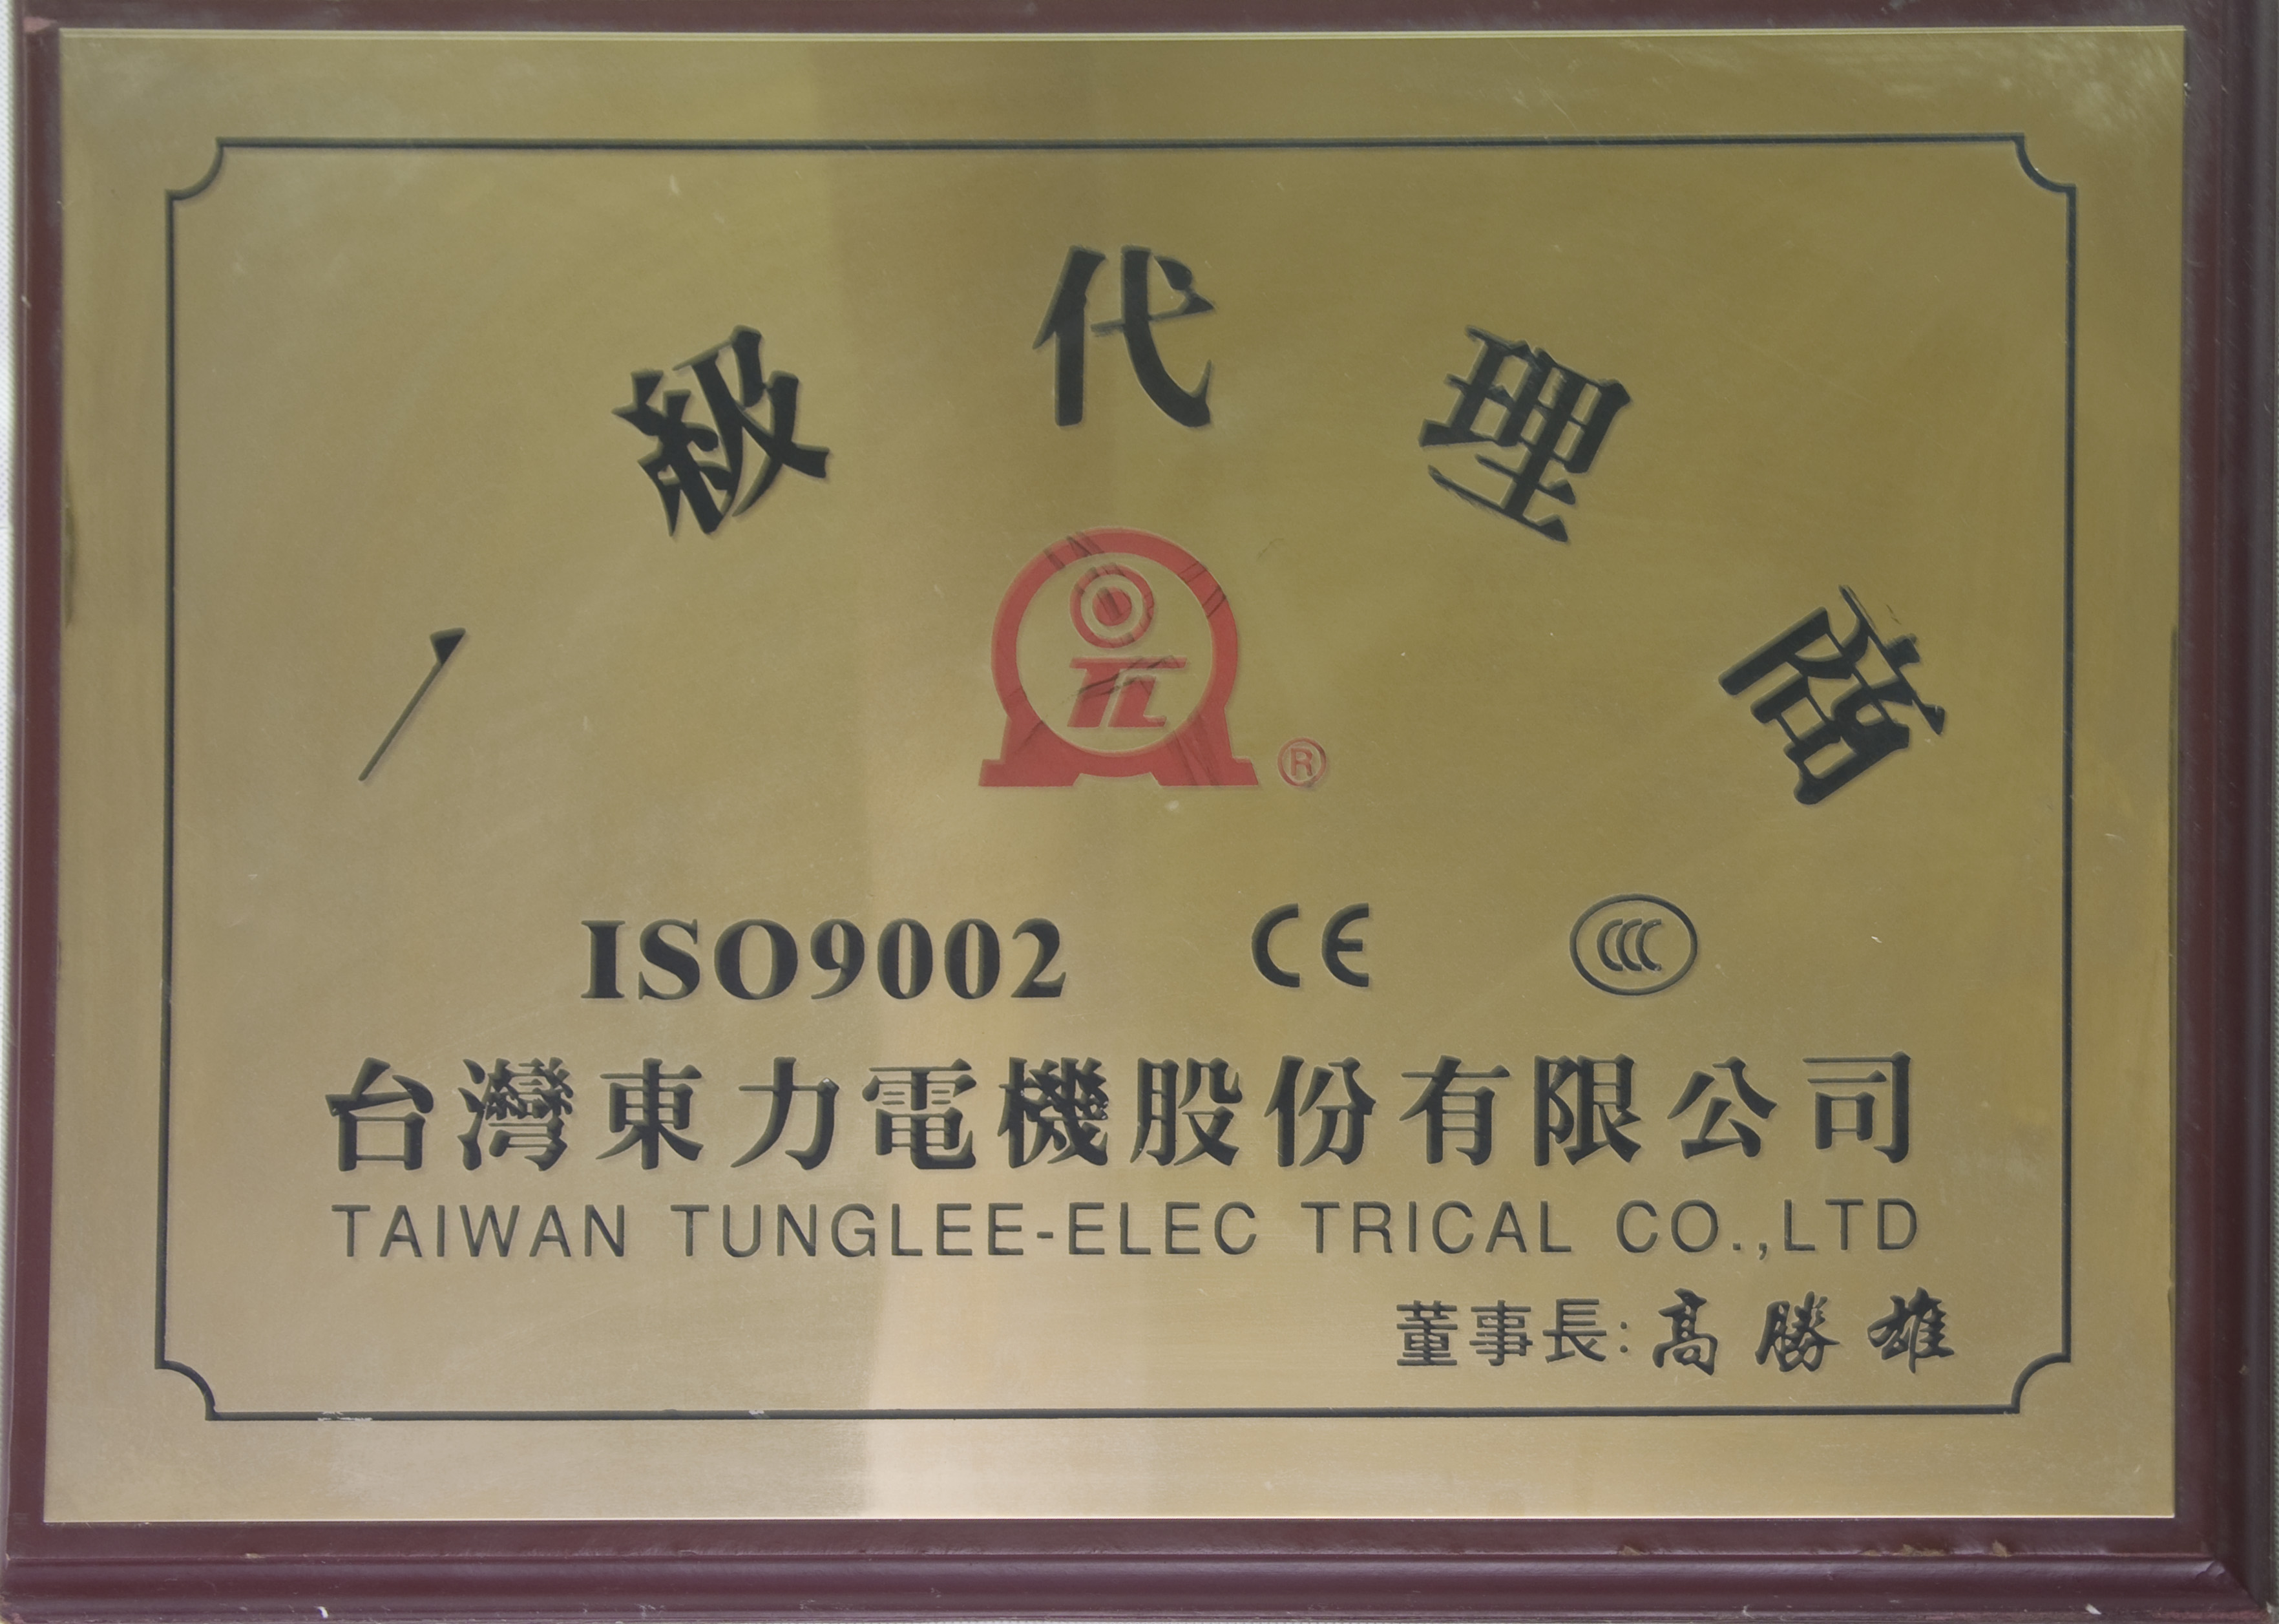 一級代理商
TL ®
ISO9002 CE CCC
台灣東力電機股份有限公司
TAIWAN TUNGLEE-ELEC TRICAL CO.,LTD
董事長:高勝雄